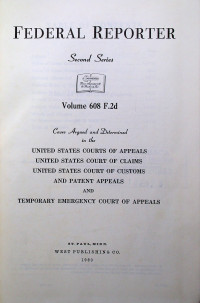 FEDERAL REPORTER
Second Series
Volume 608 F.2d
Cases Argued and Determined
in the
UNITED STATES COURTS OF APPEALS
UNITED STATES COURT OF CLAIMS
UNITED STATES COURT OF CUSTOMS
AND PATENT APPEALS
AND
TEMPORARY EMERGENCY COURT OF APPEALS
ST. PAUL, MINN.
WEST PUBLISHING CO.
1980